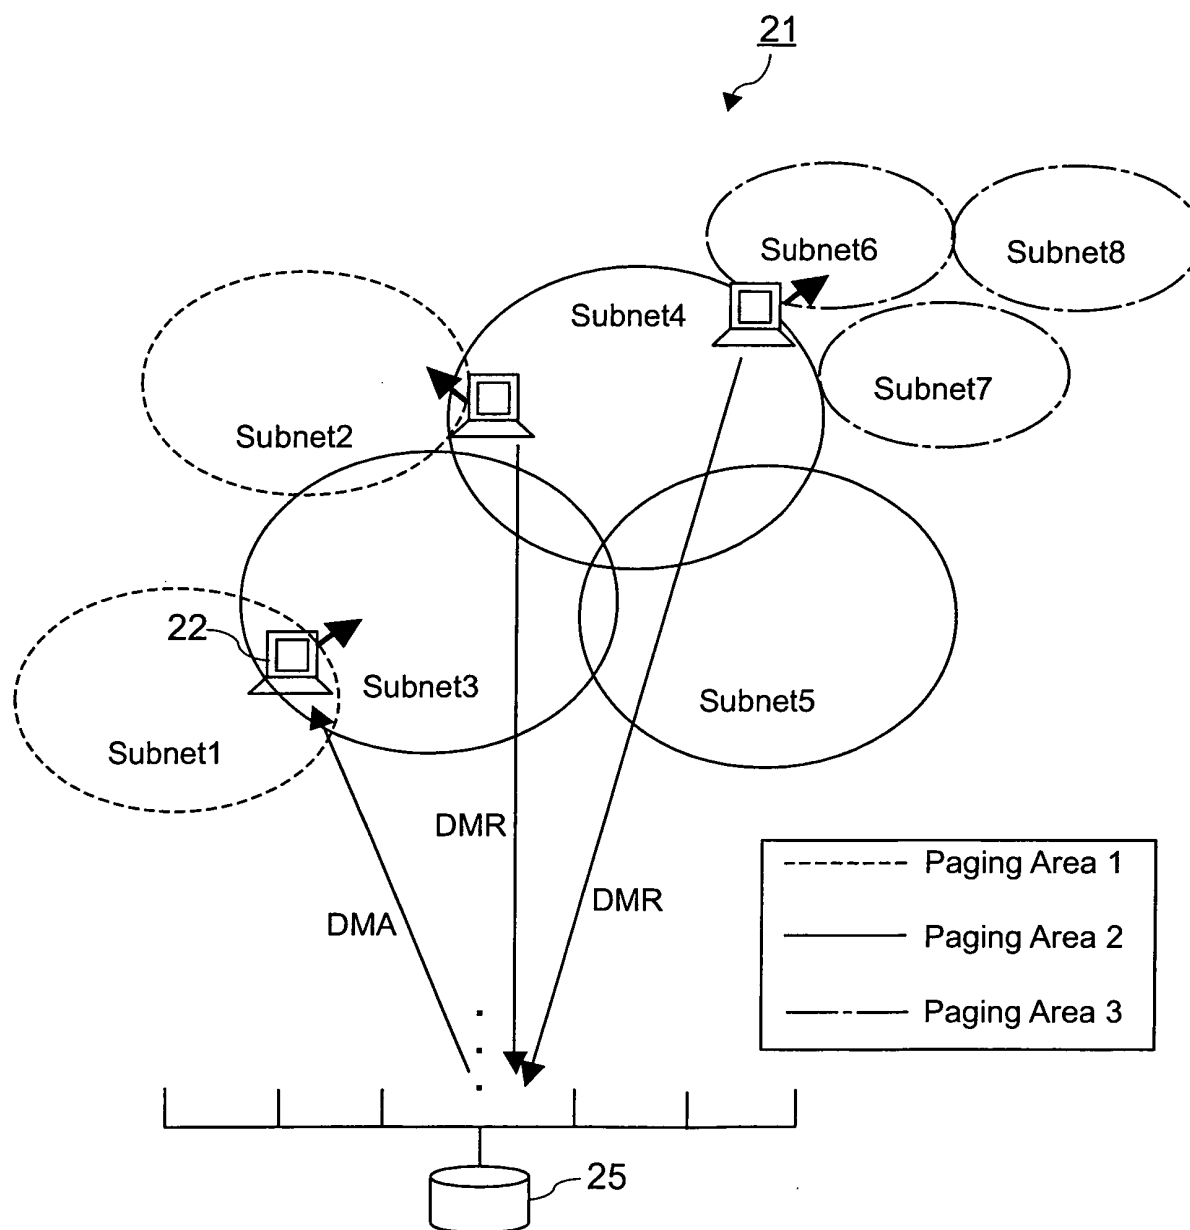 21
Subnet6
Subnet8
Subnet4
Subnet7
Subnet2
22
Subnet3
Subnet5
Subnet1
DMR
DMR
DMA
Paging Area 1
Paging Area 2
Paging Area 3
25